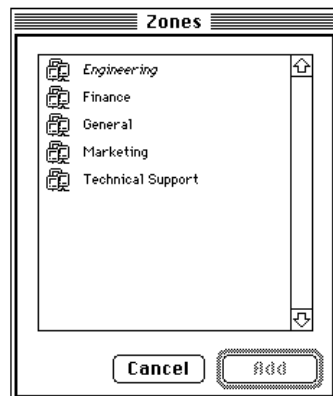 Zones
Engineering
Finance
General
Marketing
Technical Support
Cancel
Add